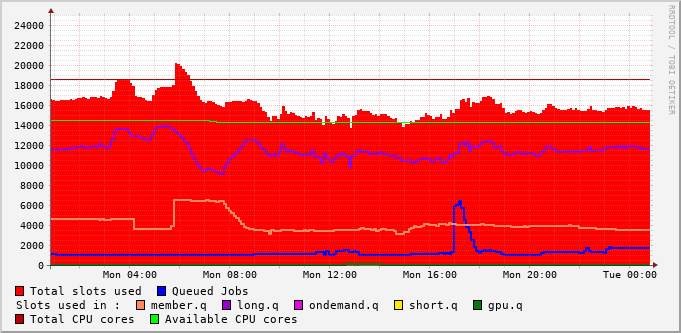 RRDTOOL / TOBI OETIKER
24000
22000
20000
18000
16000
14000
12000
10000
8000
6000
4000
2000
0
Mon 04:00 Mon 08:00 Mon 12:00 Mon 16:00 Mon 20:00 Tue 00:00
Total slots used Queued Jobs
Slots used in : member.q long.q ondemand.q short.q gpu.q
Total CPU cores Available CPU cores